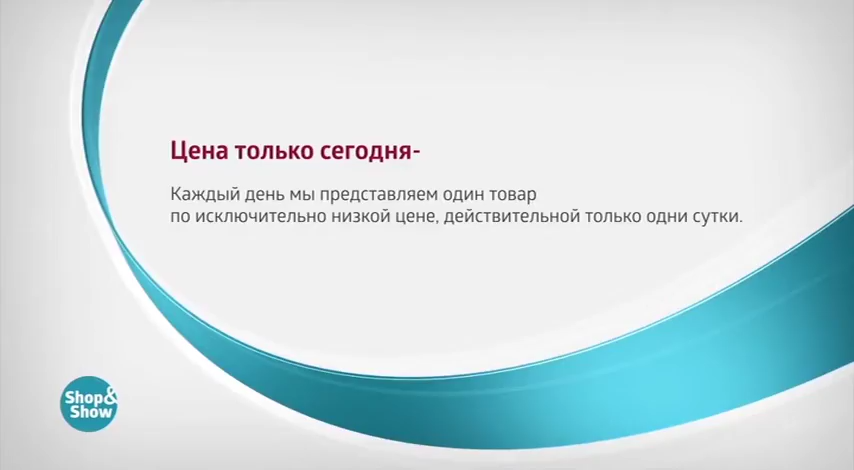 Цена только сегодня-
Каждый день мы представляем один товар
по исключительно низкой цене, действительной только одни сутки.
Shop&
Show